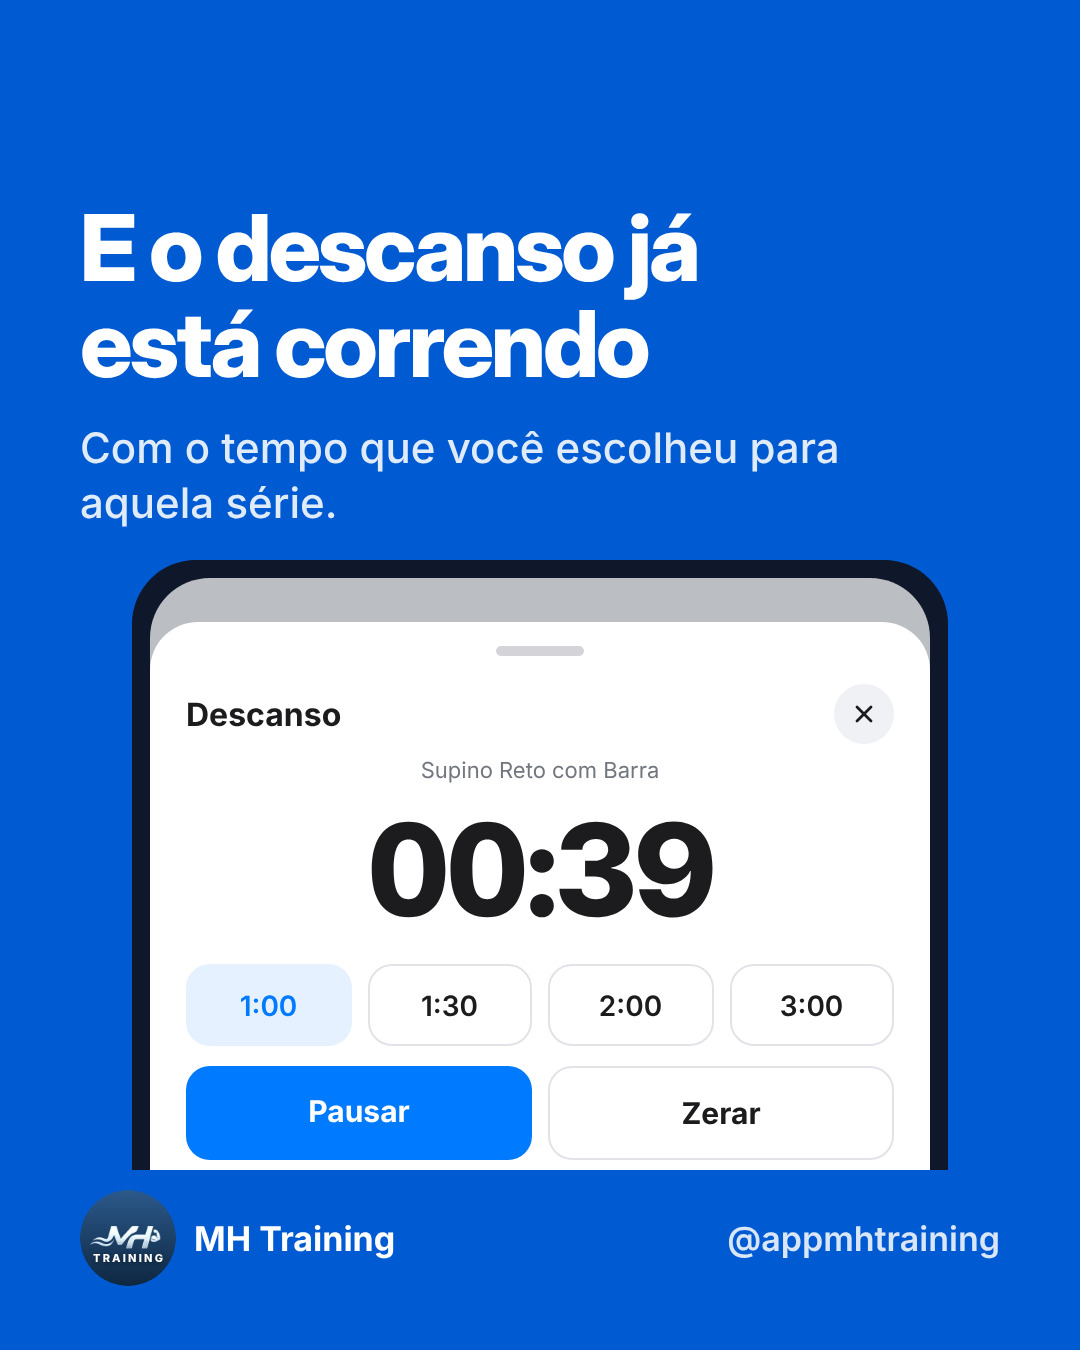 E o descanso já
está correndo
Com o tempo que você escolheu para
aquela série.
Descanso
Supino Reto com Barra
00:39
1:00 1:30 2:00 3:00
Pausar Zerar
MH
TRAINING
MH Training
@appmhtraining